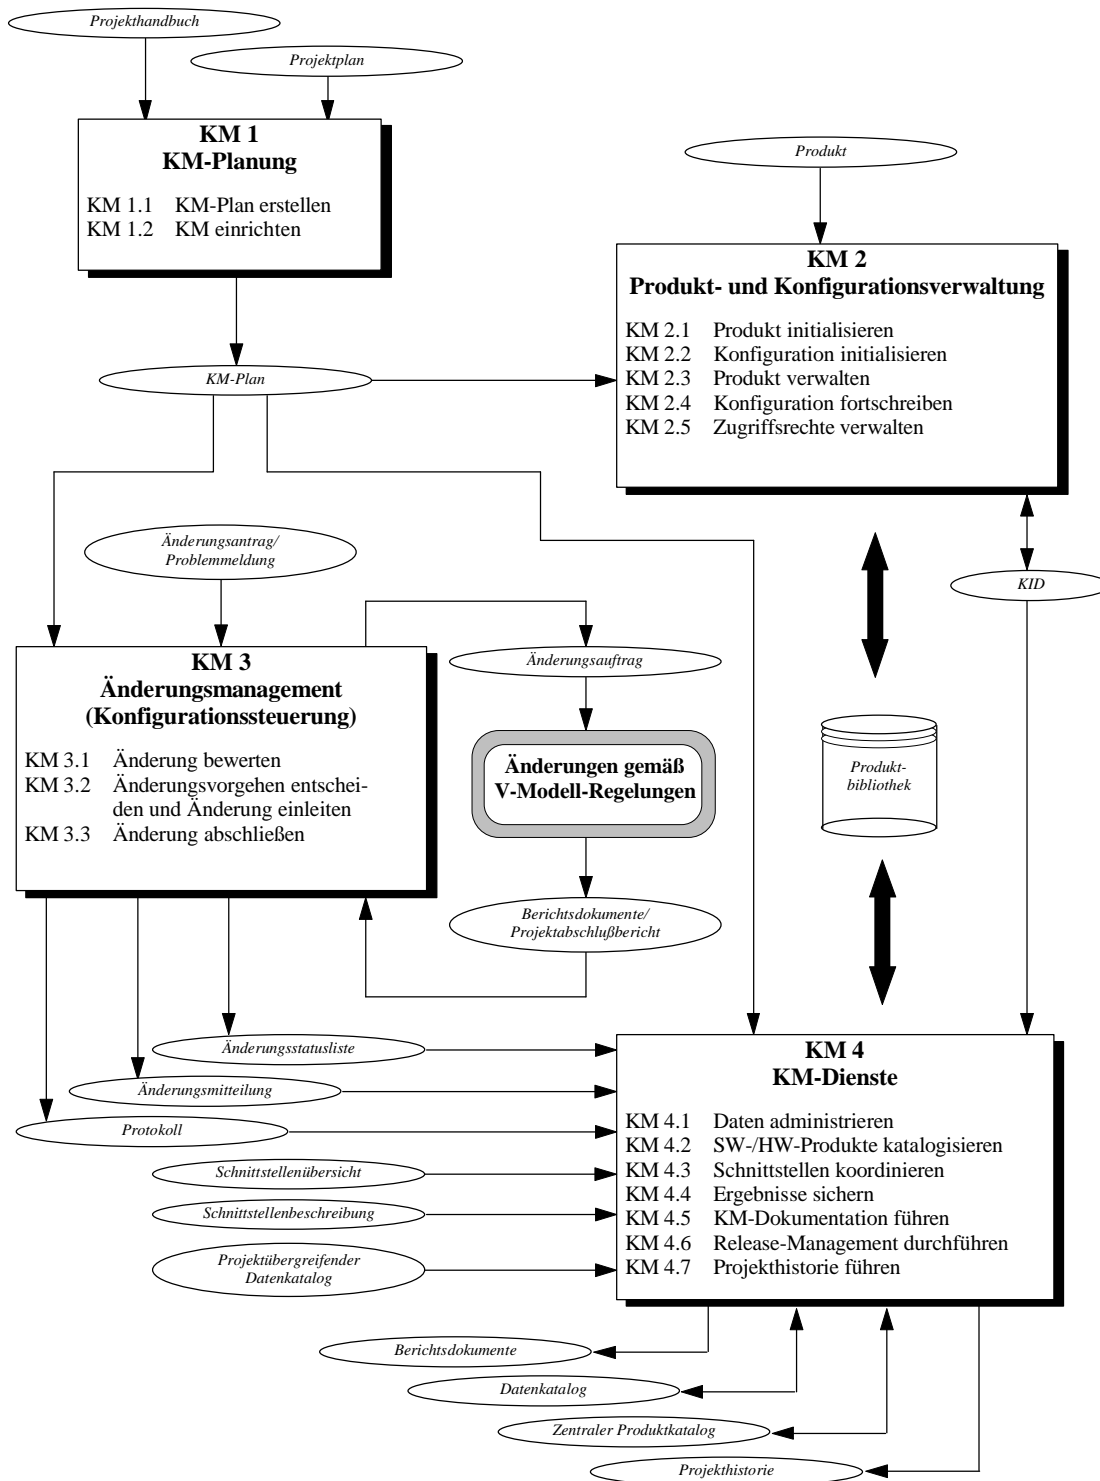 Projekthandbuch
Projektplan
KM 1
KM-Planung
KM 1.1 KM-Plan erstellen
KM 1.2 KM einrichten
Produkt
KM 2
Produkt- und Konfigurationsverwaltung
KM 2.1 Produkt initialisieren
KM 2.2 Konfiguration initialisieren
KM 2.3 Produkt verwalten
KM 2.4 Konfiguration fortschreiben
KM 2.5 Zugriffsrechte verwalten
KM-Plan
Änderungsantrag/
Problemmeldung
KID
KM 3
Änderungsmanagement
(Konfigurationssteuerung)
KM 3.1 Änderung bewerten
KM 3.2 Änderungsvorgehen entschei-
den und Änderung einleiten
KM 3.3 Änderung abschließen
Änderungsauftrag
Änderungen gemäß
V-Modell-Regelungen
Produkt-
bibliothek
Berichtsdokumente/
Projektabschlußbericht
Änderungsstatusliste
Änderungsmitteilung
Protokoll
Schnittstellenübersicht
Schnittstellenbeschreibung
Projektübergreifender
Datenkatalog
KM 4
KM-Dienste
KM 4.1 Daten administrieren
KM 4.2 SW-/HW-Produkte katalogisieren
KM 4.3 Schnittstellen koordinieren
KM 4.4 Ergebnisse sichern
KM 4.5 KM-Dokumentation führen
KM 4.6 Release-Management durchführen
KM 4.7 Projekthistorie führen
Berichtsdokumente
Datenkatalog
Zentraler Produktkatalog
Projekthistorie